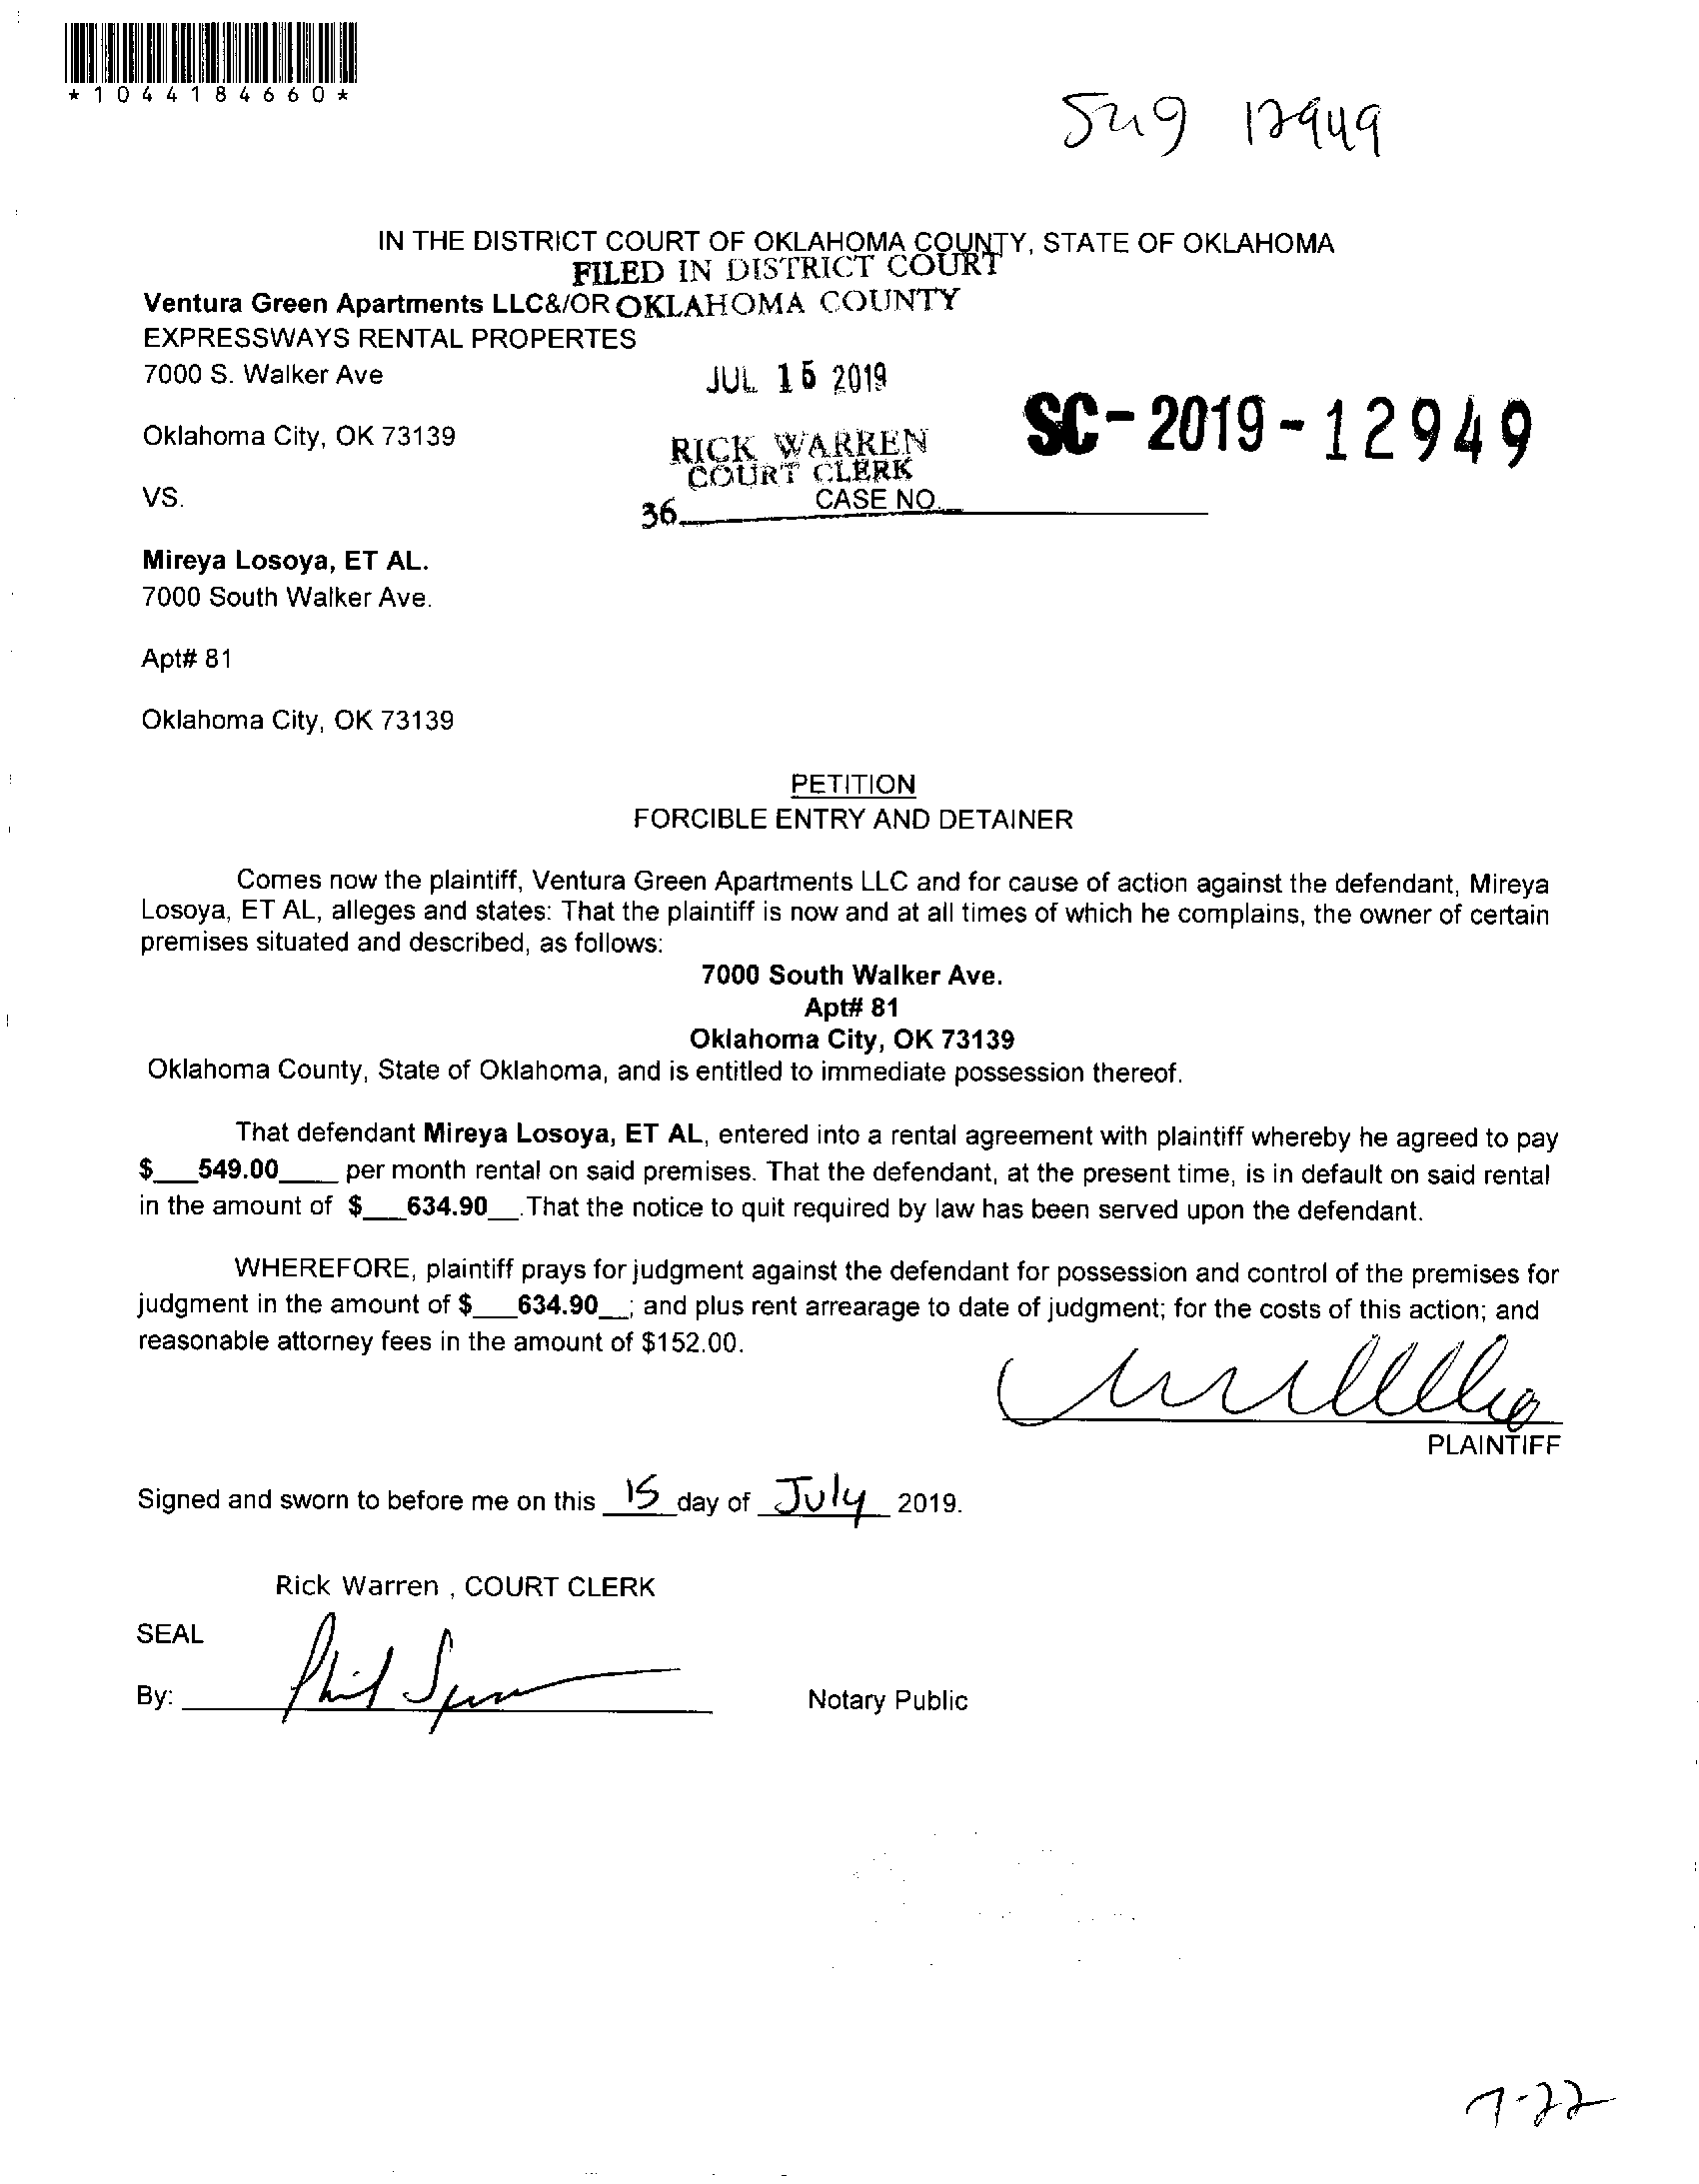 *1044184660*
12949
IN THE DISTRICT COURT OF OKLAHOMA COUNTY, STATE OF OKLAHOMA
FILED IN DISTRICT COURT
Ventura Green Apartments LLC&/OR OKLAHOMA COUNTY
EXPRESSWAYS RENTAL PROPERTES
7000 S. Walker Ave
JUL 15 2019
SC-2019-12949
Oklahoma City, OK 73139
RICK WARREN
COURT CLERK
VS.
CASE NO.
36
Mireya Losoya, ET AL.
7000 South Walker Ave.
Apt# 81
Oklahoma City, OK 73139
PETITION
FORCIBLE ENTRY AND DETAINER
Comes now the plaintiff, Ventura Green Apartments LLC and for cause of action against the defendant, Mireya
Losoya, ET AL, alleges and states: That the plaintiff is now and at all times of which he complains, the owner of certain
premises situated and described, as follows:
7000 South Walker Ave.
Apt# 81
Oklahoma City, OK 73139
Oklahoma County, State of Oklahoma, and is entitled to immediate possession thereof.
That defendant Mireya Losoya, ET AL, entered into a rental agreement with plaintiff whereby he agreed to pay
$___549.00____ per month rental on said premises. That the defendant, at the present time, is in default on said rental
in the amount of $___634.90__.That the notice to quit required by law has been served upon the defendant.
WHEREFORE, plaintiff prays for judgment against the defendant for possession and control of the premises for
judgment in the amount of $___634.90__; and plus rent arrearage to date of judgment; for the costs of this action; and
reasonable attorney fees in the amount of $152.00.
PLAINTIFF
Signed and sworn to before me on this 15 day of July 2019.
Rick Warren , COURT CLERK
SEAL
By:
Notary Public
7-22